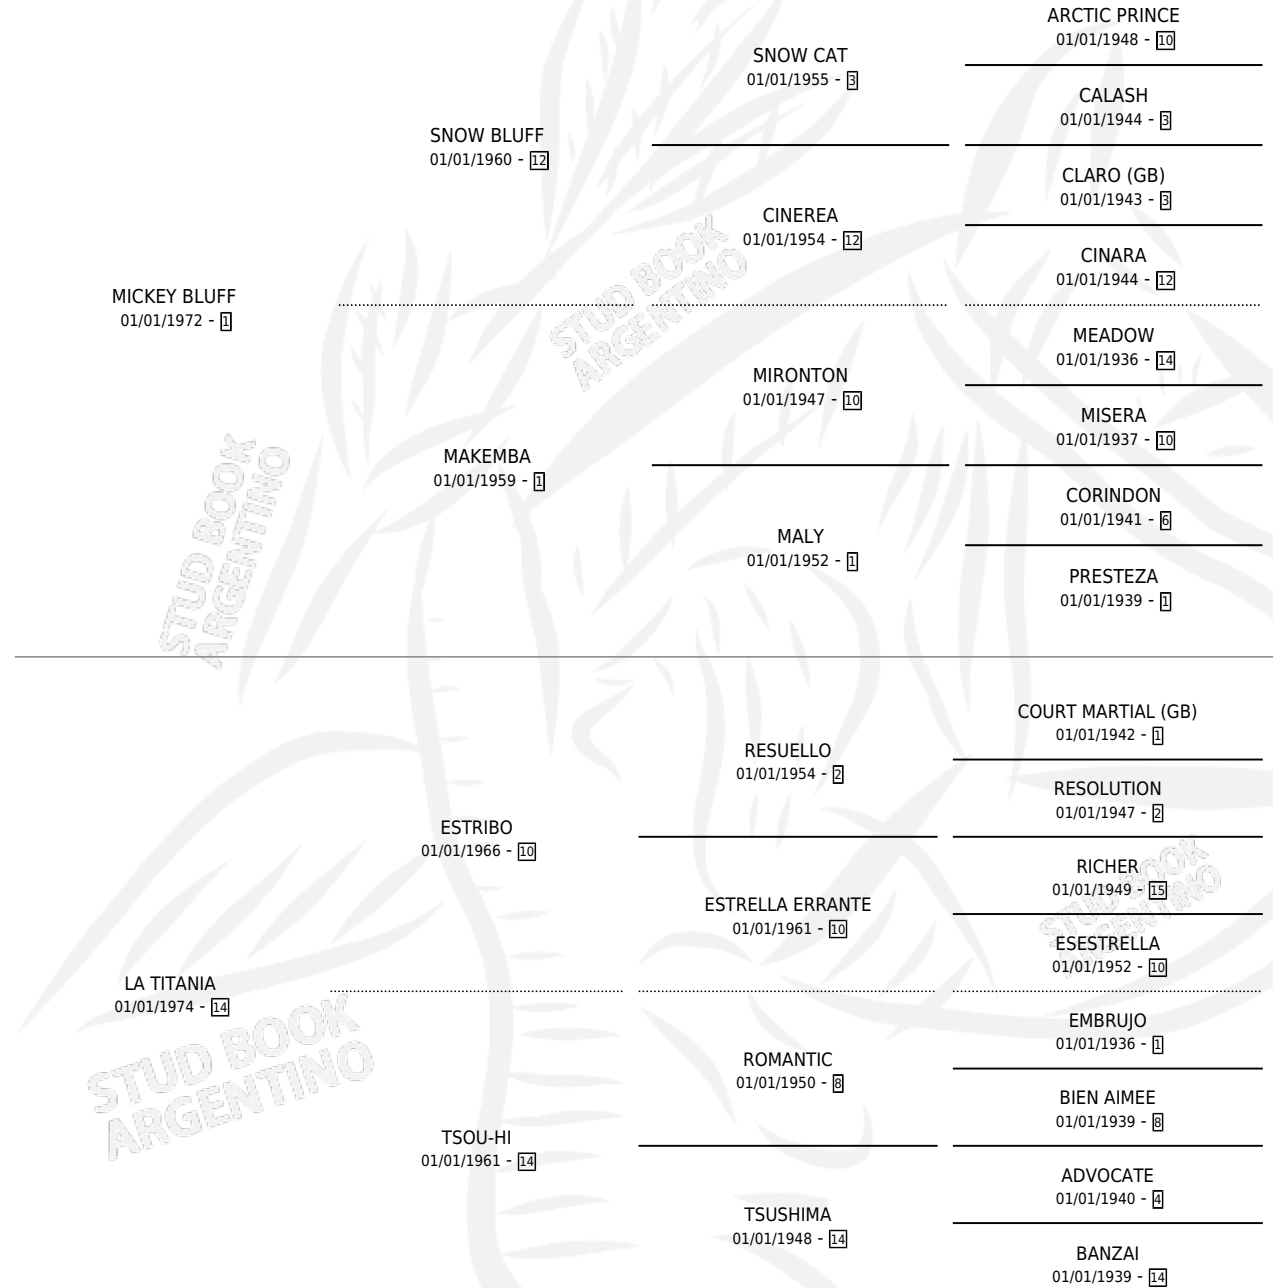 ARCTIC PRINCE
01/01/1948 - 10
SNOW CAT
01/01/1955 - 3
CALASH
01/01/1944 - 3
SNOW BLUFF
01/01/1960 - 12
CLARO (GB)
01/01/1943 - 3
CINEREA
01/01/1954 - 12
CINARA
01/01/1944 - 12
MICKEY BLUFF
01/01/1972 - 1
MEADOW
01/01/1936 - 14
MIRONTON
01/01/1947 - 10
MISERA
01/01/1937 - 10
MAKEMBA
01/01/1959 - 1
CORINDON
01/01/1941 - 6
MALY
01/01/1952 - 1
PRESTEZA
01/01/1939 - 1
COURT MARTIAL (GB)
01/01/1942 - 1
RESUELLO
01/01/1954 - 2
RESOLUTION
01/01/1947 - 2
ESTRIBO
01/01/1966 - 10
RICHER
01/01/1949 - 15
ESTRELLA ERRANTE
01/01/1961 - 10
ESESTRELLA
01/01/1952 - 10
LA TITANIA
01/01/1974 - 14
EMBRUJO
01/01/1936 - 1
ROMANTIC
01/01/1950 - 8
BIEN AIMEE
01/01/1939 - 8
TSOU-HI
01/01/1961 - 14
ADVOCATE
01/01/1940 - 4
TSUSHIMA
01/01/1948 - 14
BANZAI
01/01/1939 - 14
STUD BOOK
ARGENTINO
STUD BOOK
ARGENTINO
STUD BOOK
ARGENTINO
STUD BOOK
ARGENTINO